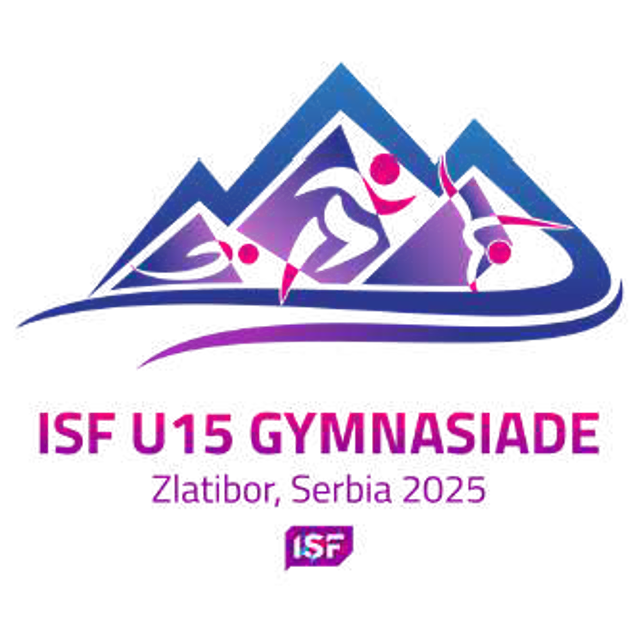 ISF U15 GYMNASIADE
Zlatibor, Serbia 2025
ISF